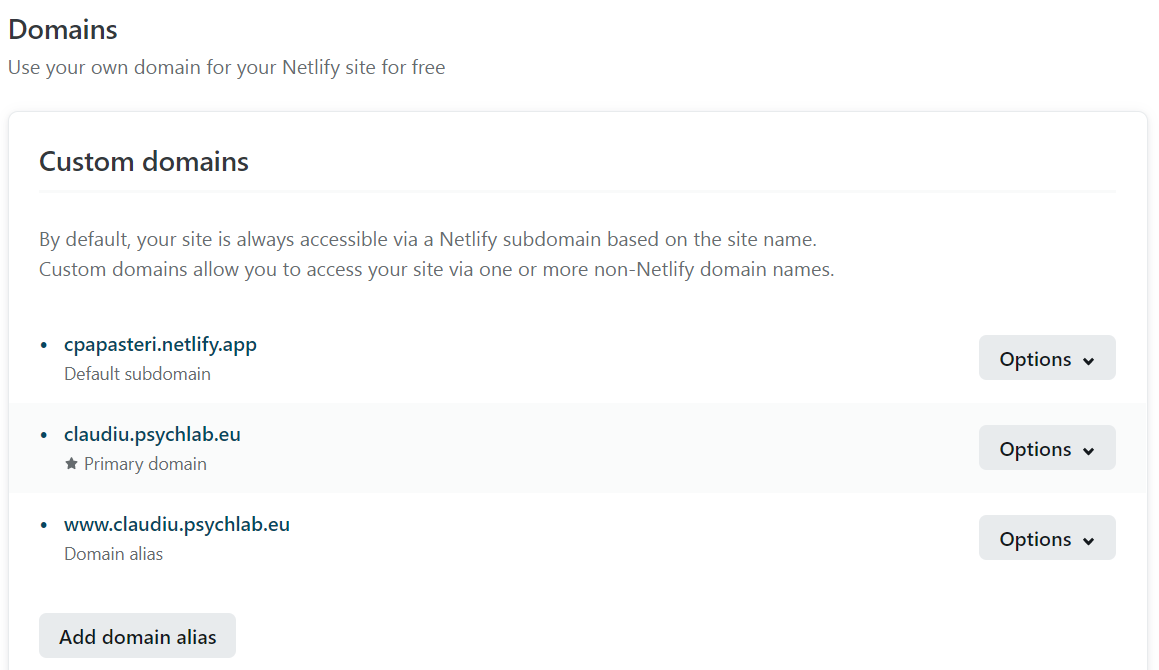 Domains
Use your own domain for your Netlify site for free
Custom domains
By default, your site is always accessible via a Netlify subdomain based on the site name.
Custom domains allow you to access your site via one or more non-Netlify domain names.
• cpapasteri.netlify.app
Default subdomain
Options
• claudiu.psychlab.eu
★ Primary domain
Options
• www.claudiu.psychlab.eu
Domain alias
Options
Add domain alias